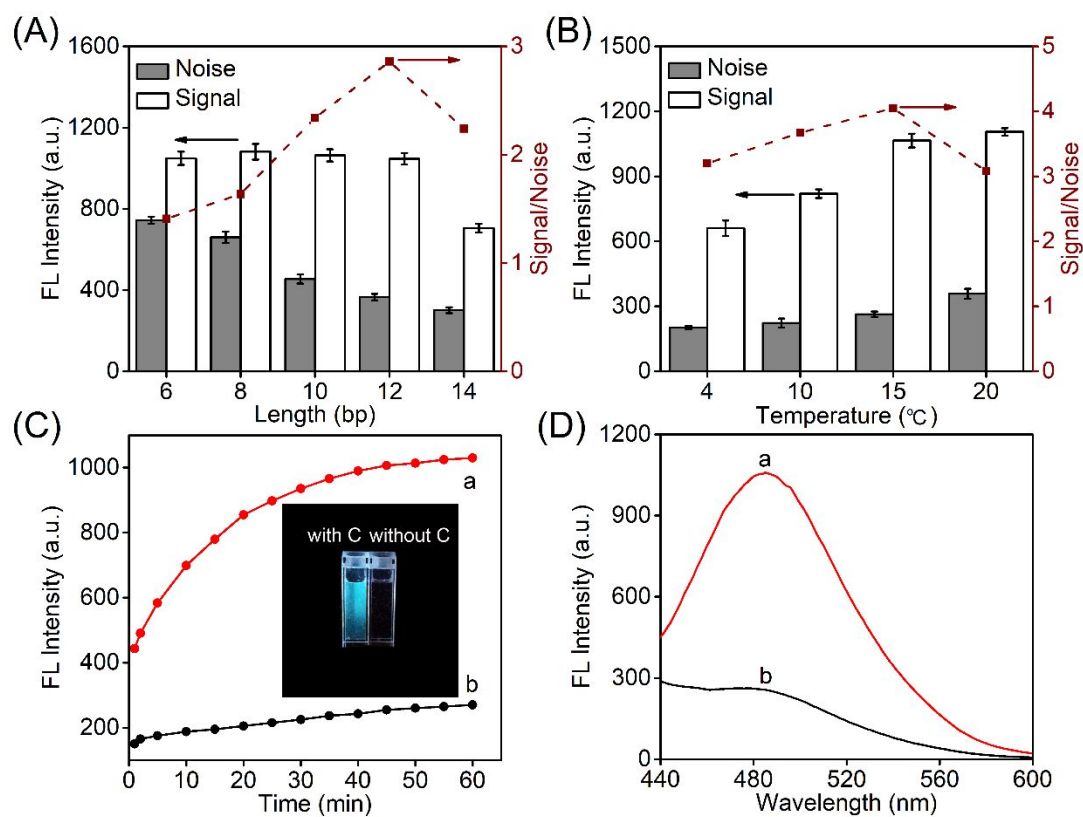 (A)
1600
1200
800
400
0
FL Intensity (a.u.)
Noise
Signal
3
2
1
0
Signal/Noise
6 8 10 12 14
Length (bp)
(B)
1500
1200
900
600
300
0
FL Intensity (a.u.)
Noise
Signal
5
4
3
2
1
0
Signal/Noise
4 10 15 20
Temperature (℃)
(C)
1000
800
600
400
200
FL Intensity (a.u.)
a
with C without C
b
0 10 20 30 40 50 60
Time (min)
(D)
1200
900
600
300
0
FL Intensity (a.u.)
a
b
440 480 520 560 600
Wavelength (nm)